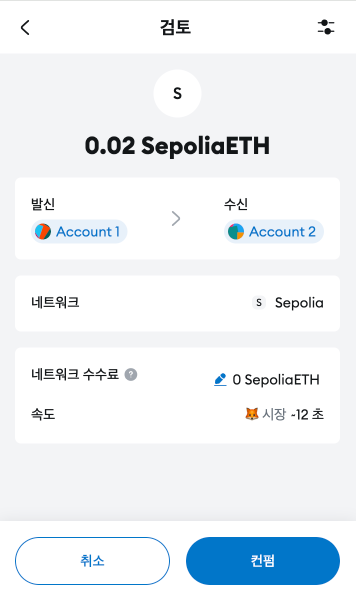 검토
S
0.02 SepoliaETH
발신
수신
Account 1
Account 2
네트워크
S Sepolia
네트워크 수수료 ?
0 SepoliaETH
속도
시장 ~12 초
취소
컨펌